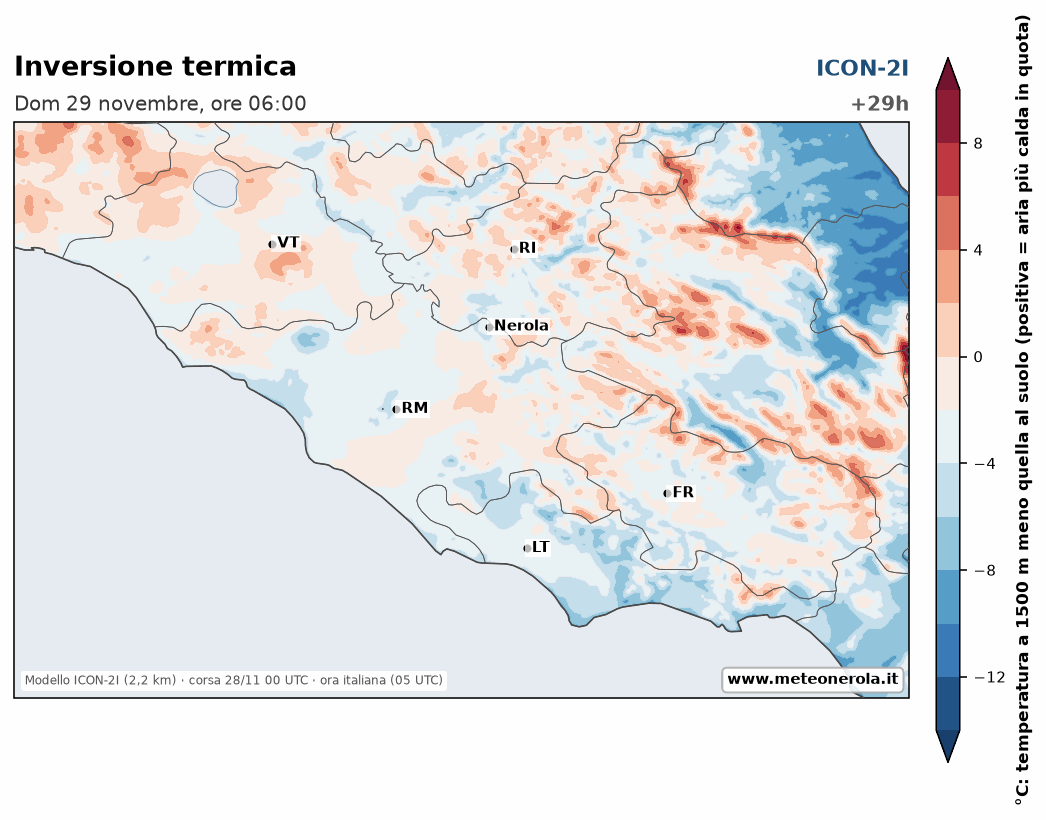 Inversione termica
ICON-2I
Dom 29 novembre, ore 06:00
+29h
VT
RI
Nerola
RM
FR
LT
Modello ICON-2I (2,2 km) · corsa 28/11 00 UTC · ora italiana (05 UTC)
www.meteonerola.it
8
4
0
−4
−8
−12
°C: temperatura a 1500 m meno quella al suolo (positiva = aria più calda in quota)